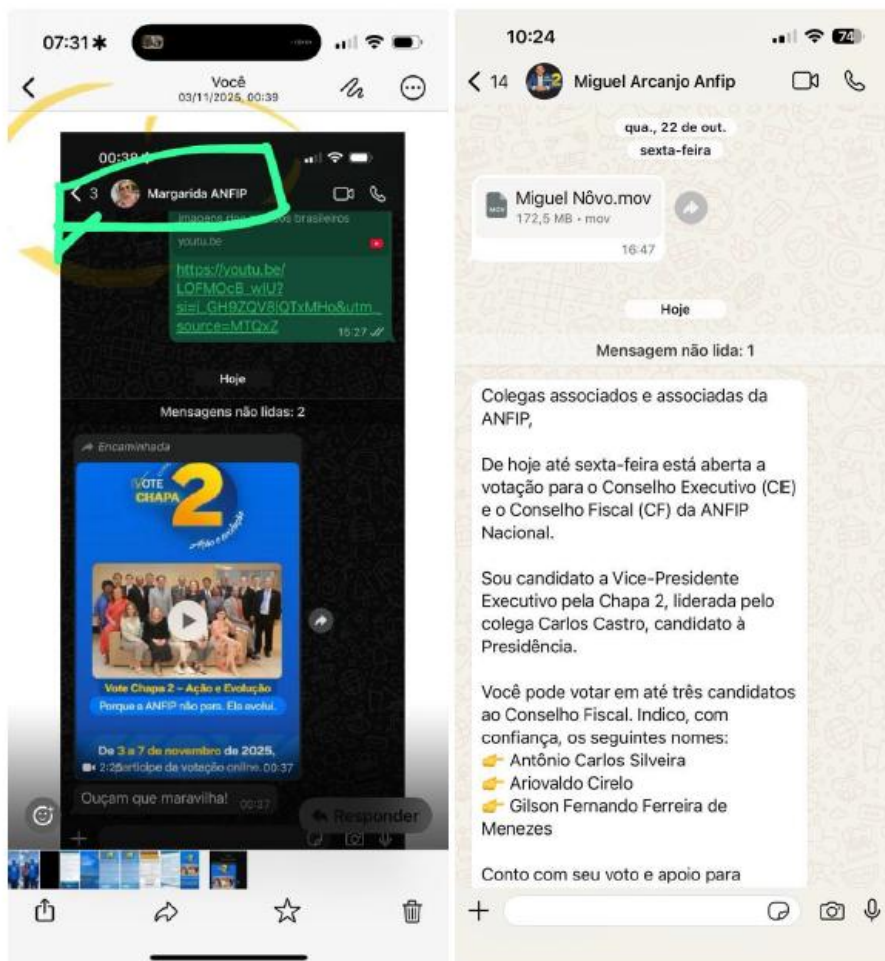 07:31
Você
03/11/2025, 00:39
00:38
3 Margarida ANFIP
youtu.be
https://youtu.be/
source=MTQxZ
15:27
Hoje
Mensagens não lidas: 2
Encaminhada
VOTE
CHAPA
2
Ação e evolução
Vote Chapa 2 – Ação e Evolução
Porque a ANFIP não para. Ela evolui.
De 3 a 7 de novembro de 2025,
participe da votação online. 00:37
Ouçam que maravilha! 00:37
Responder
10:24
74
14 Miguel Arcanjo Anfip
qua., 22 de out.
sexta-feira
Miguel Nôvo.mov
MOV
172,5 MB · mov
16:47
Hoje
Mensagem não lida: 1
Colegas associados e associadas da
ANFIP,
De hoje até sexta-feira está aberta a
votação para o Conselho Executivo (CE)
e o Conselho Fiscal (CF) da ANFIP
Nacional.
Sou candidato a Vice-Presidente
Executivo pela Chapa 2, liderada pelo
colega Carlos Castro, candidato à
Presidência.
Você pode votar em até três candidatos
ao Conselho Fiscal. Indico, com
confiança, os seguintes nomes:
👉 Antônio Carlos Silveira
👉 Ariovaldo Cirelo
👉 Gilson Fernando Ferreira de
Menezes
Conto com seu voto e apoio para